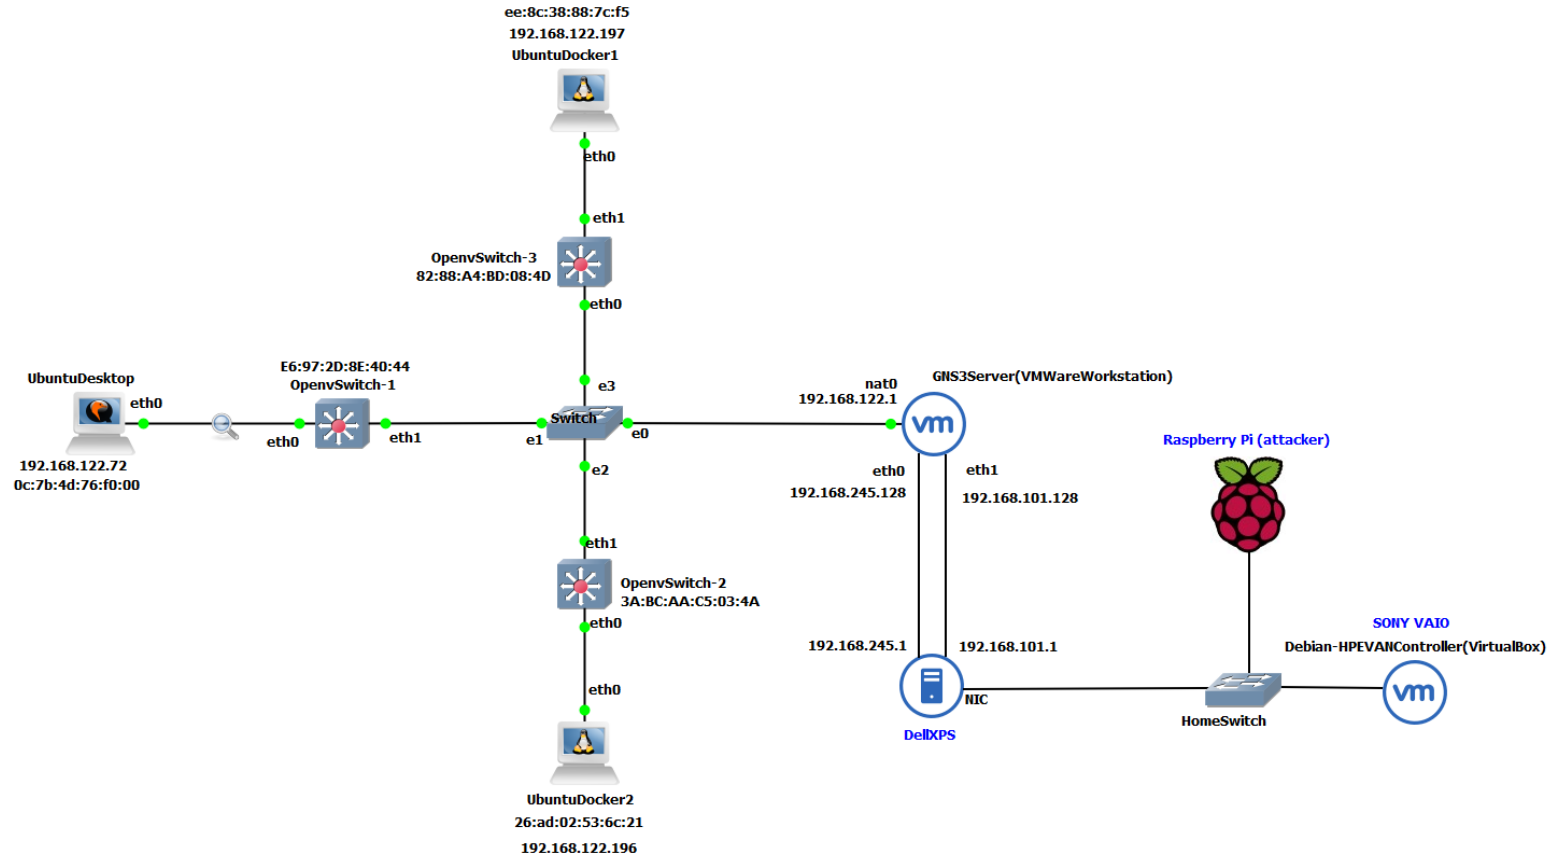 ee:8c:38:88:7c:f5
192.168.122.197
UbuntuDocker1
eth0
eth1
OpenvSwitch-3
82:88:A4:BD:08:4D
eth0
e3
Switch
e1
e0
e2
E6:97:2D:8E:40:44
OpenvSwitch-1
eth0
eth1
UbuntuDesktop
eth0
192.168.122.72
0c:7b:4d:76:f0:00
eth1
OpenvSwitch-2
3A:BC:AA:C5:03:4A
eth0
eth0
UbuntuDocker2
26:ad:02:53:6c:21
192.168.122.196
GNS3Server(VMWareWorkstation)
nat0
192.168.122.1
vm
eth0
192.168.245.128
eth1
192.168.101.128
192.168.245.1
192.168.101.1
NIC
DellXPS
Raspberry Pi (attacker)
HomeSwitch
SONY VAIO
Debian-HPEVANController(VirtualBox)
vm